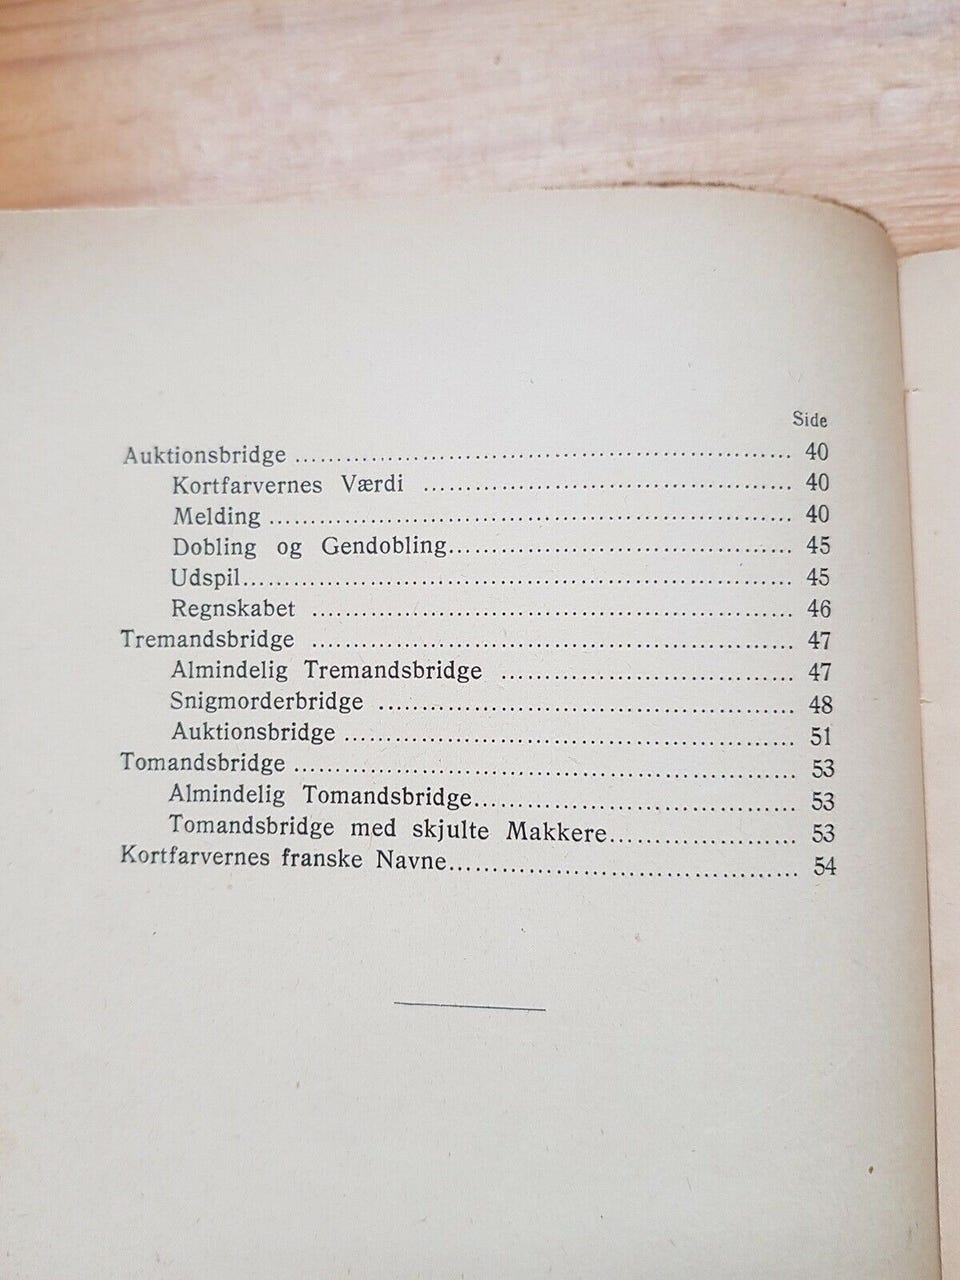 Side
Auktionsbridge ........................................ 40
Kortfarvernes Værdi ........................................ 40
Melding ........................................ 40
Dobling og Gendobling........................................ 45
Udspil........................................ 45
Regnskabet ........................................ 46
Tremandsbridge ........................................ 47
Almindelig Tremandsbridge ........................................ 47
Snigmorderbridge ........................................ 48
Auktionsbridge ........................................ 51
Tomandsbridge ........................................ 53
Almindelig Tomandsbridge........................................ 53
Tomandsbridge med skjulte Makkere........................ 53
Kortfarvernes franske Navne........................................ 54